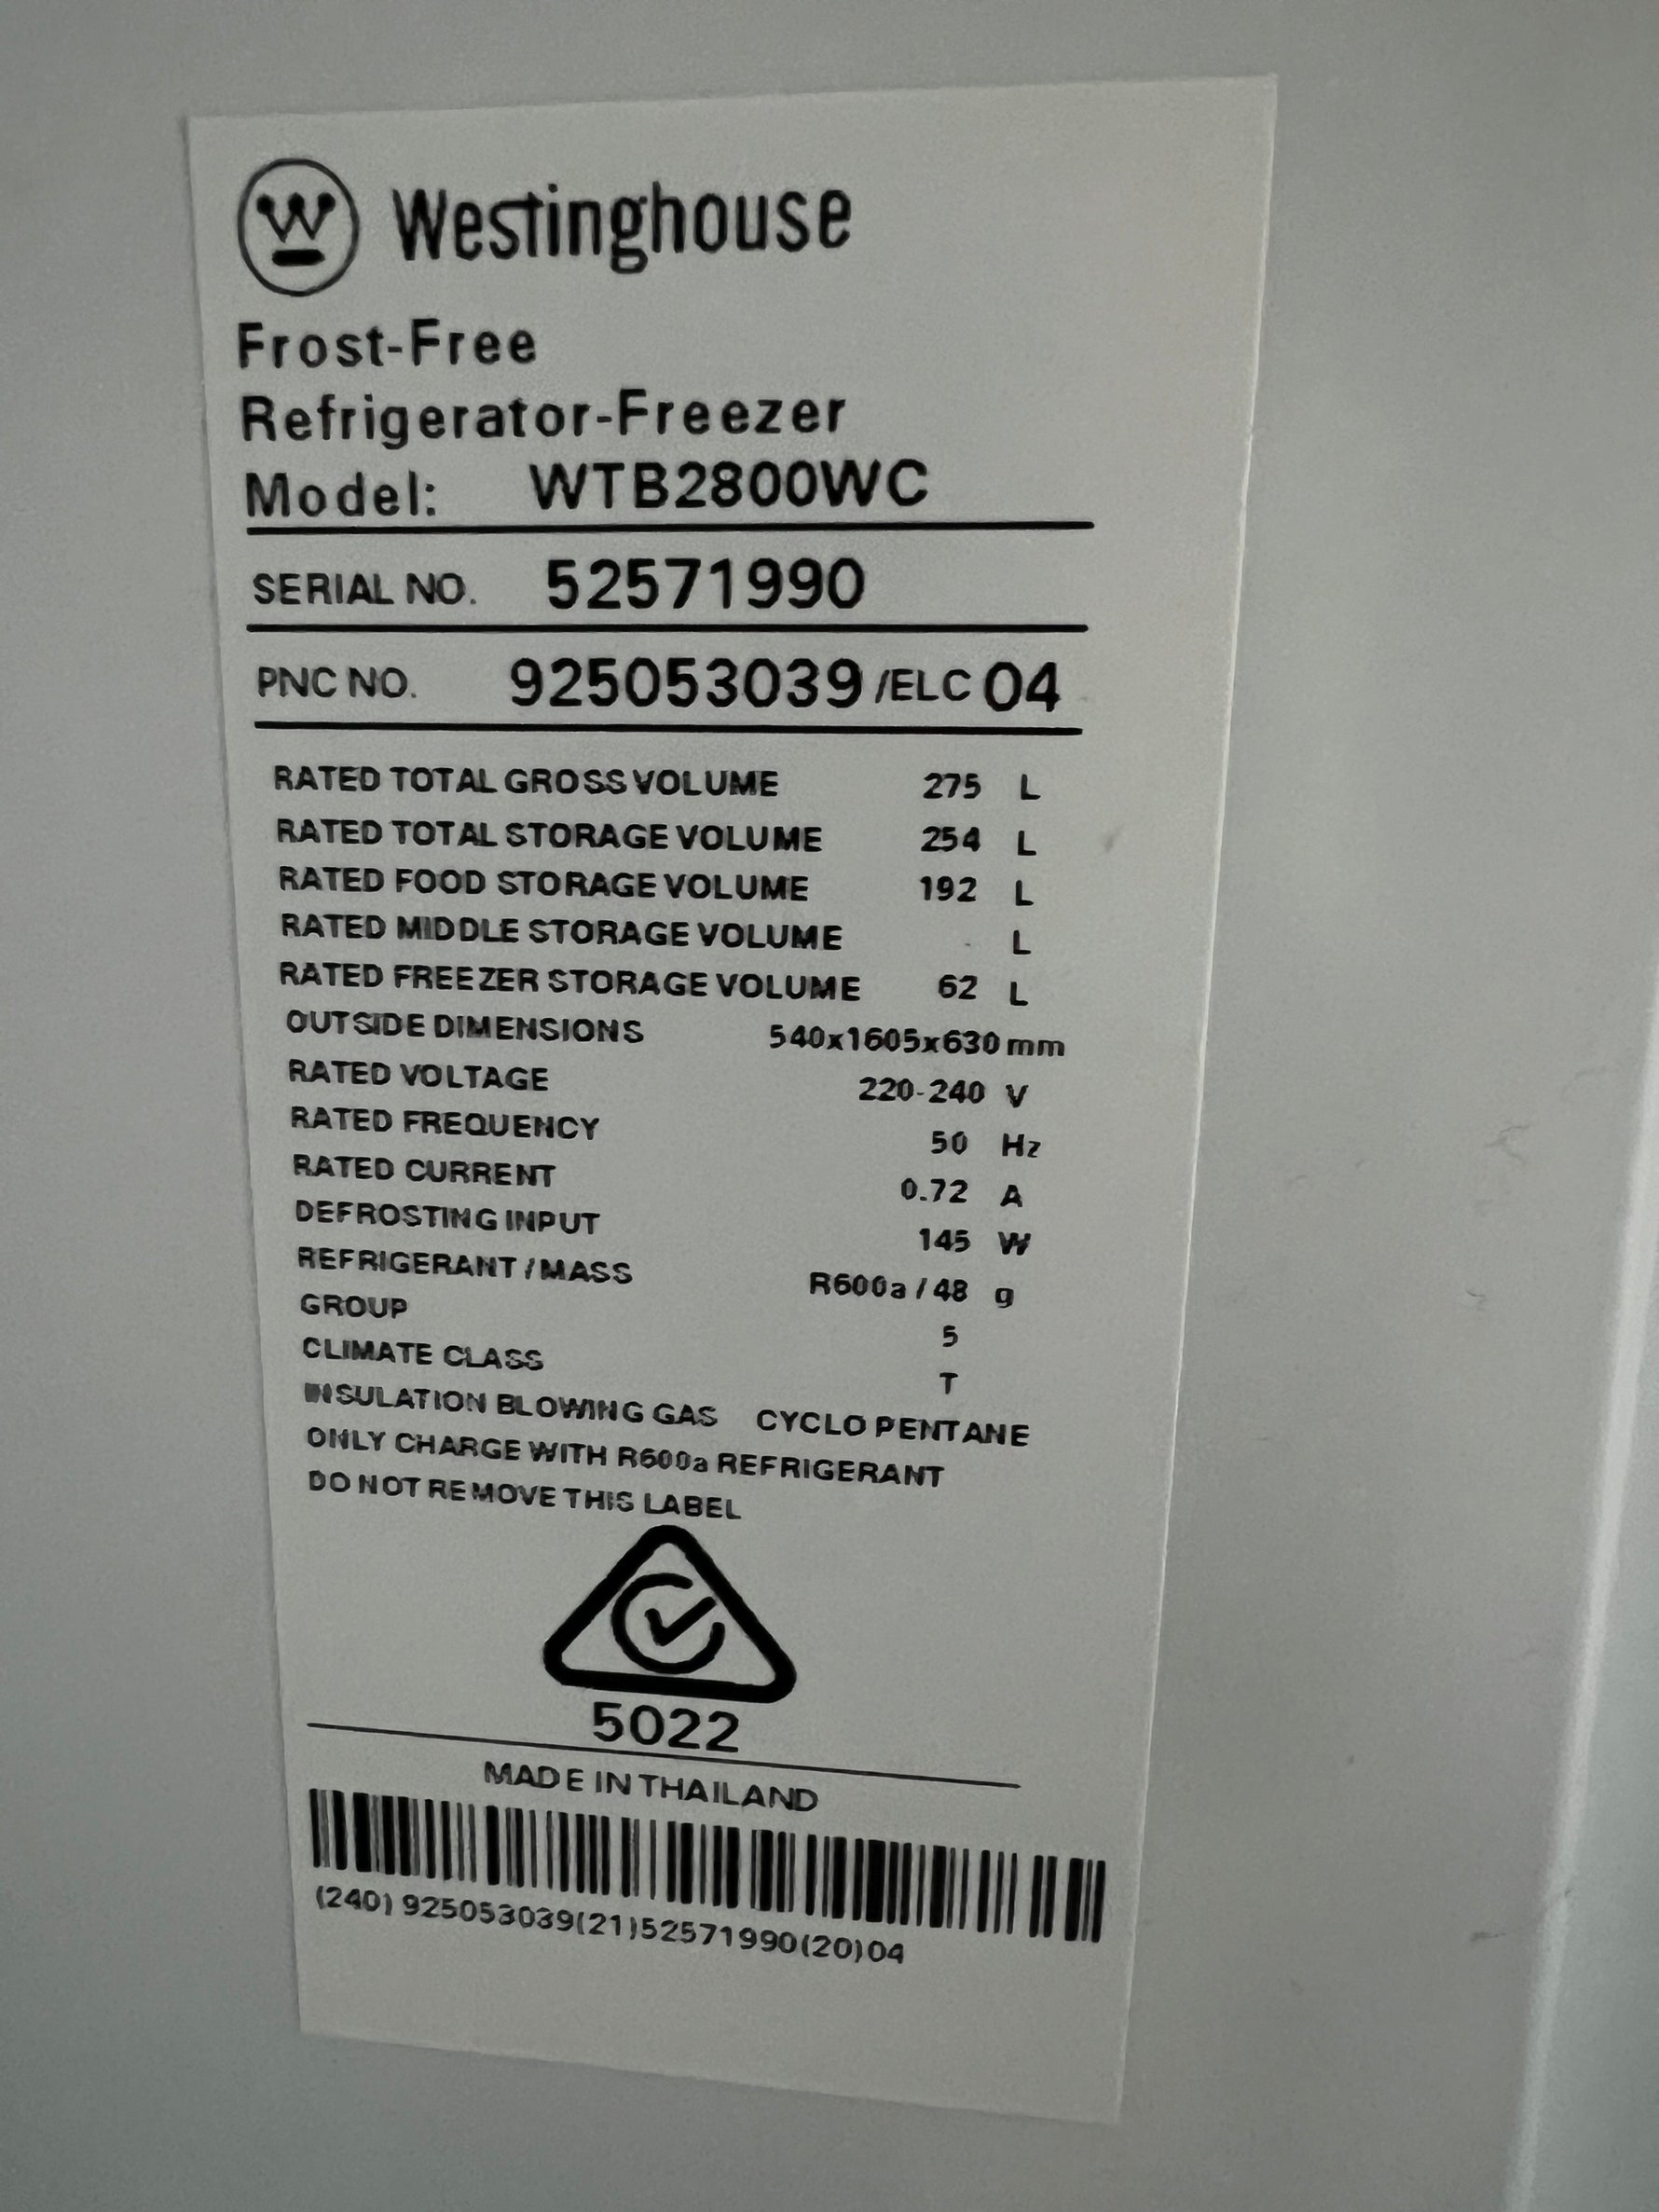 W Westinghouse
Frost-Free
Refrigerator-Freezer
Model: WTB2800WC
SERIAL NO. 52571990
PNC NO. 925053039 /ELC 04
RATED TOTAL GROSS VOLUME 275 L
RATED TOTAL STORAGE VOLUME 254 L
RATED FOOD STORAGE VOLUME 192 L
RATED MIDDLE STORAGE VOLUME - L
RATED FREEZER STORAGE VOLUME 62 L
OUTSIDE DIMENSIONS 540x1605x630 mm
RATED VOLTAGE 220-240 V
RATED FREQUENCY 50 Hz
RATED CURRENT 0.72 A
DEFROSTING INPUT 145 W
REFRIGERANT / MASS R600a / 48 g
GROUP 5
CLIMATE CLASS T
INSULATION BLOWING GAS CYCLO PENTANE
ONLY CHARGE WITH R600a REFRIGERANT
DO NOT REMOVE THIS LABEL
5022
MADE IN THAILAND
(240) 925053039(21)52571990(20)04